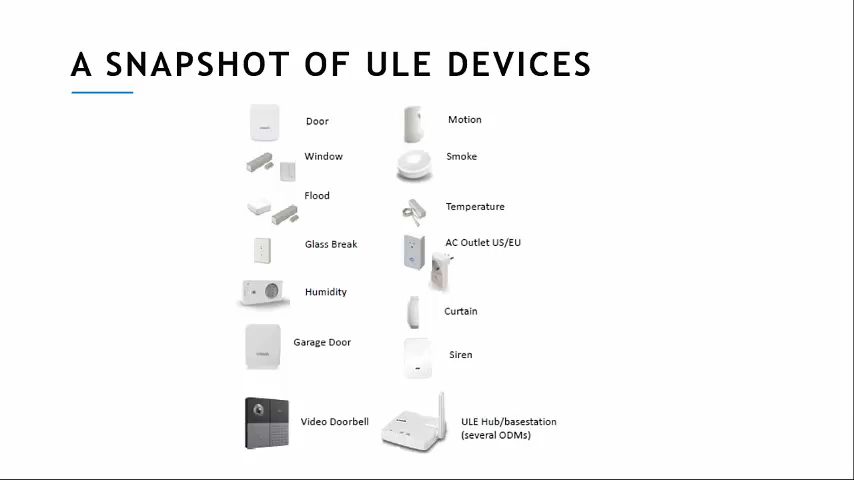 A SNAPSHOT OF ULE DEVICES
Door
Motion
Window
Smoke
Flood
Temperature
Glass Break
AC Outlet US/EU
Humidity
Curtain
Garage Door
Siren
Video Doorbell
ULE Hub/basestation
(several ODMs)